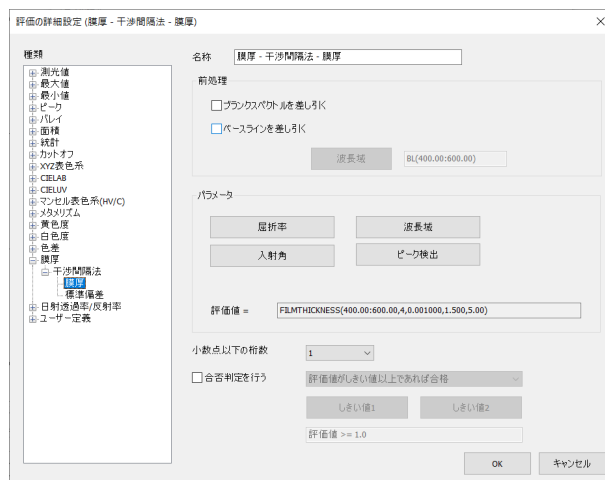 評価の詳細設定 (膜厚 - 干渉間隔法 - 膜厚)
種類
測光値
最大値
最小値
ピーク
バレイ
面積
統計
カットオフ
XYZ表色系
CIELAB
CIELUV
マンセル表色系(HV/C)
メタメリズム
黄色度
白色度
色差
膜厚
干渉間隔法
膜厚
標準偏差
日射透過率/反射率
ユーザー定義
名称
膜厚 - 干渉間隔法 - 膜厚
前処理
ブランクスペクトルを差し引く
ベースラインを差し引く
波長域
BL(400.00:600.00)
パラメータ
屈折率
波長域
入射角
ピーク検出
評価値 =
FILMTHICKNESS(400.00:600.00,4,0.001000,1.500,5.00)
小数点以下の桁数
1
合否判定を行う
評価値がしきい値以上であれば合格
しきい値1
しきい値2
評価値 >= 1.0
OK
キャンセル